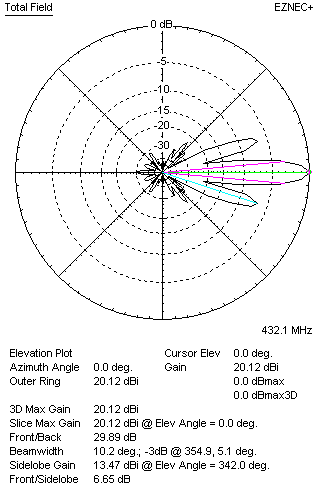 Total Field
EZNEC+
0 dB
-5
-10
-15
-20
-30
432.1 MHz
Elevation Plot
Cursor Elev 0.0 deg.
Azimuth Angle 0.0 deg.
Gain 20.12 dBi
Outer Ring 20.12 dBi
0.0 dBmax
0.0 dBmax3D
3D Max Gain 20.12 dBi
Slice Max Gain 20.12 dBi @ Elev Angle = 0.0 deg.
Front/Back 29.89 dB
Beamwidth 10.2 deg.; -3dB @ 354.9, 5.1 deg.
Sidelobe Gain 13.47 dBi @ Elev Angle = 342.0 deg.
Front/Sidelobe 6.65 dB